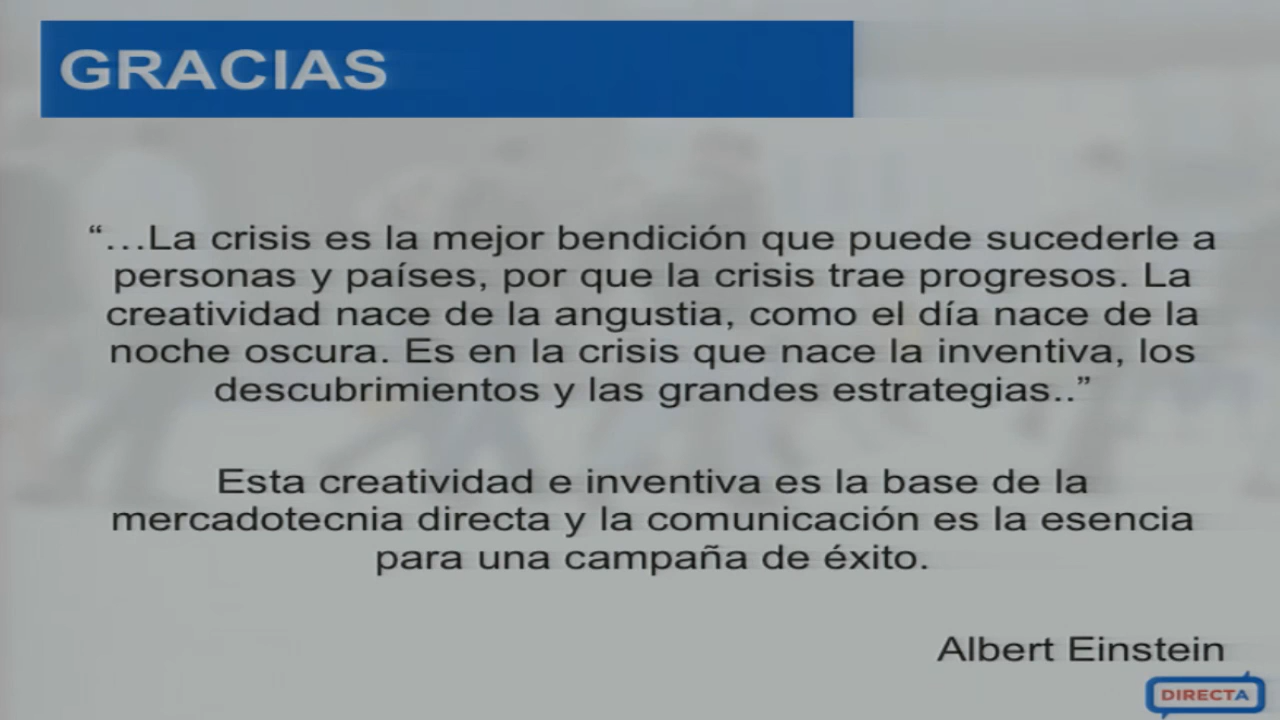 GRACIAS
“…La crisis es la mejor bendición que puede sucederle a
personas y países, por que la crisis trae progresos. La
creatividad nace de la angustia, como el día nace de la
noche oscura. Es en la crisis que nace la inventiva, los
descubrimientos y las grandes estrategias..”
Esta creatividad e inventiva es la base de la
mercadotecnia directa y la comunicación es la esencia
para una campaña de éxito.
Albert Einstein
DIRECTA